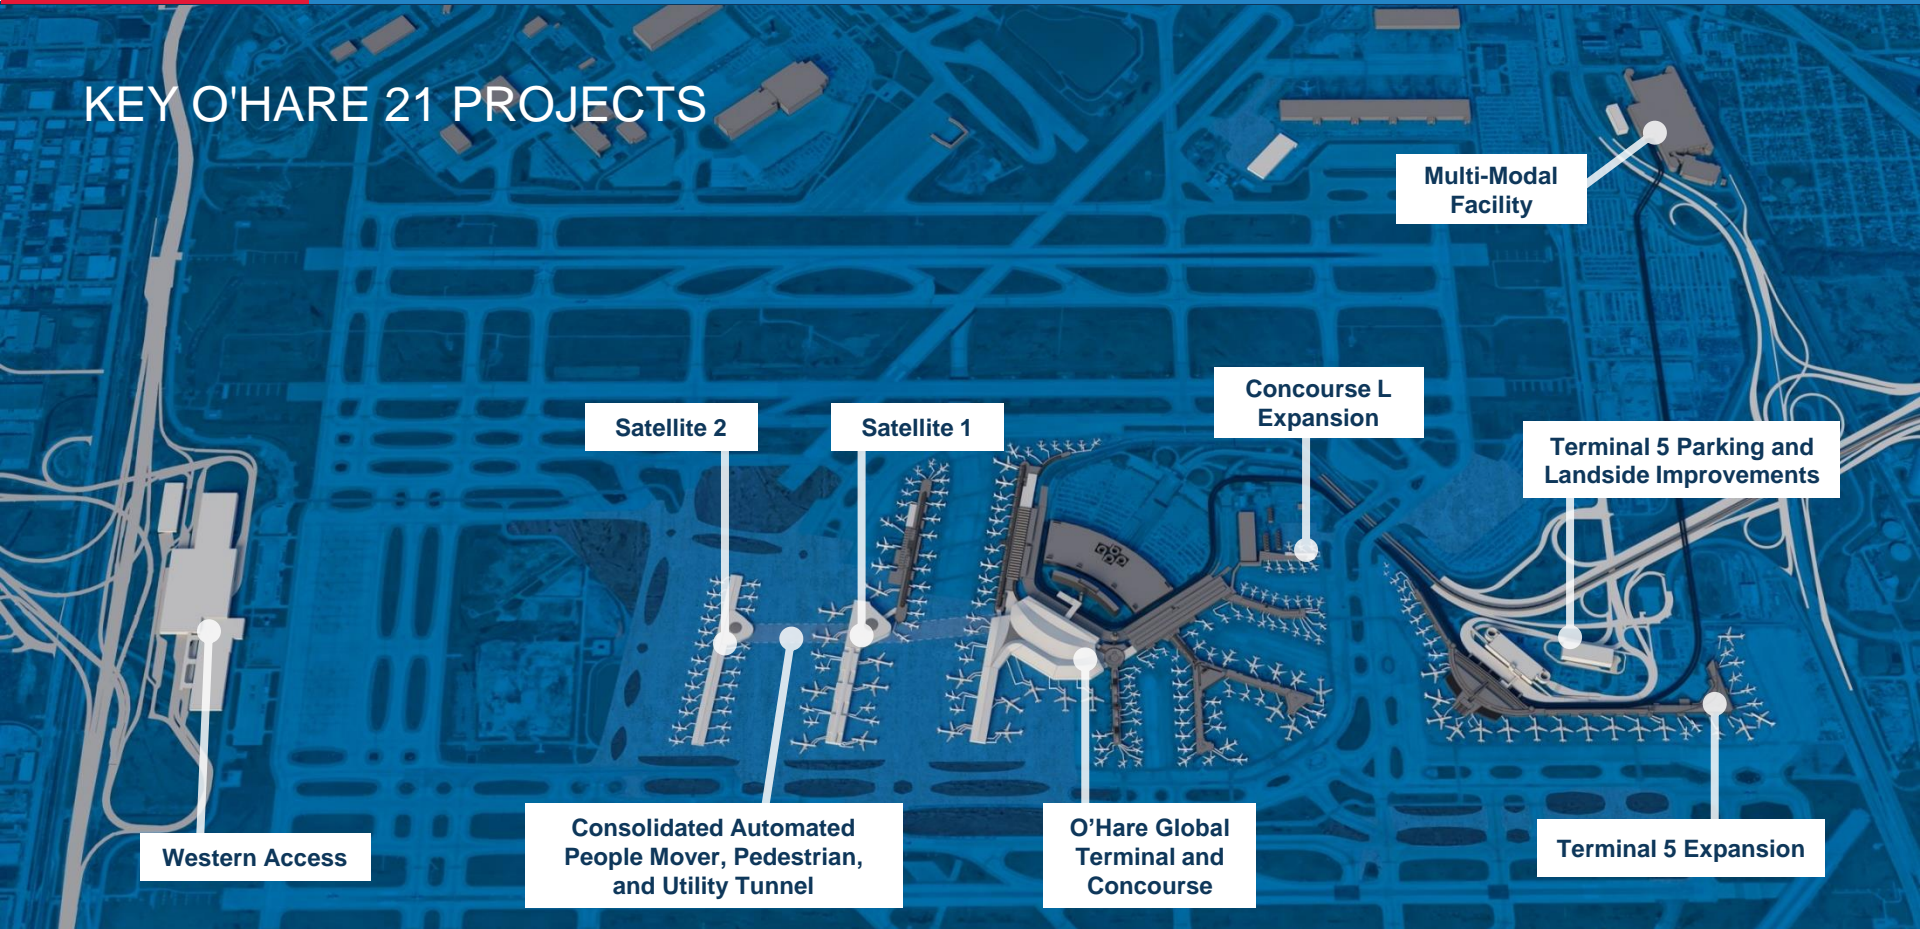 KEY O'HARE 21 PROJECTS
Multi-Modal
Facility
Concourse L
Expansion
Satellite 2
Satellite 1
Terminal 5 Parking and
Landside Improvements
Western Access
Consolidated Automated
People Mover, Pedestrian,
and Utility Tunnel
O’Hare Global
Terminal and
Concourse
Terminal 5 Expansion